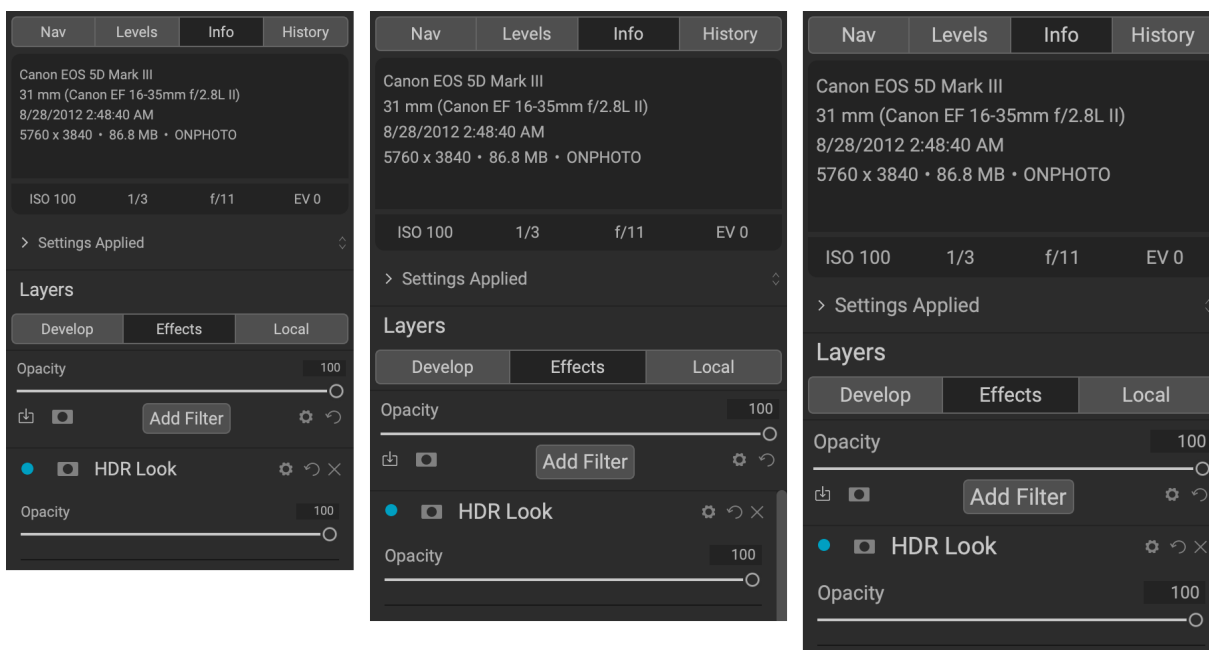 Nav Levels Info History
Canon EOS 5D Mark III
31 mm (Canon EF 16-35mm f/2.8L II)
8/28/2012 2:48:40 AM
5760 x 3840 • 86.8 MB • ONPHOTO
ISO 100 1/3 f/11 EV 0
> Settings Applied
Layers
Develop Effects Local
Opacity 100
Add Filter
HDR Look
Opacity 100
Nav Levels Info History
Canon EOS 5D Mark III
31 mm (Canon EF 16-35mm f/2.8L II)
8/28/2012 2:48:40 AM
5760 x 3840 • 86.8 MB • ONPHOTO
ISO 100 1/3 f/11 EV 0
> Settings Applied
Layers
Develop Effects Local
Opacity 100
Add Filter
HDR Look
Opacity 100
Nav Levels Info History
Canon EOS 5D Mark III
31 mm (Canon EF 16-35mm f/2.8L II)
8/28/2012 2:48:40 AM
5760 x 3840 • 86.8 MB • ONPHOTO
ISO 100 1/3 f/11 EV 0
> Settings Applied
Layers
Develop Effects Local
Opacity 100
Add Filter
HDR Look
Opacity 100